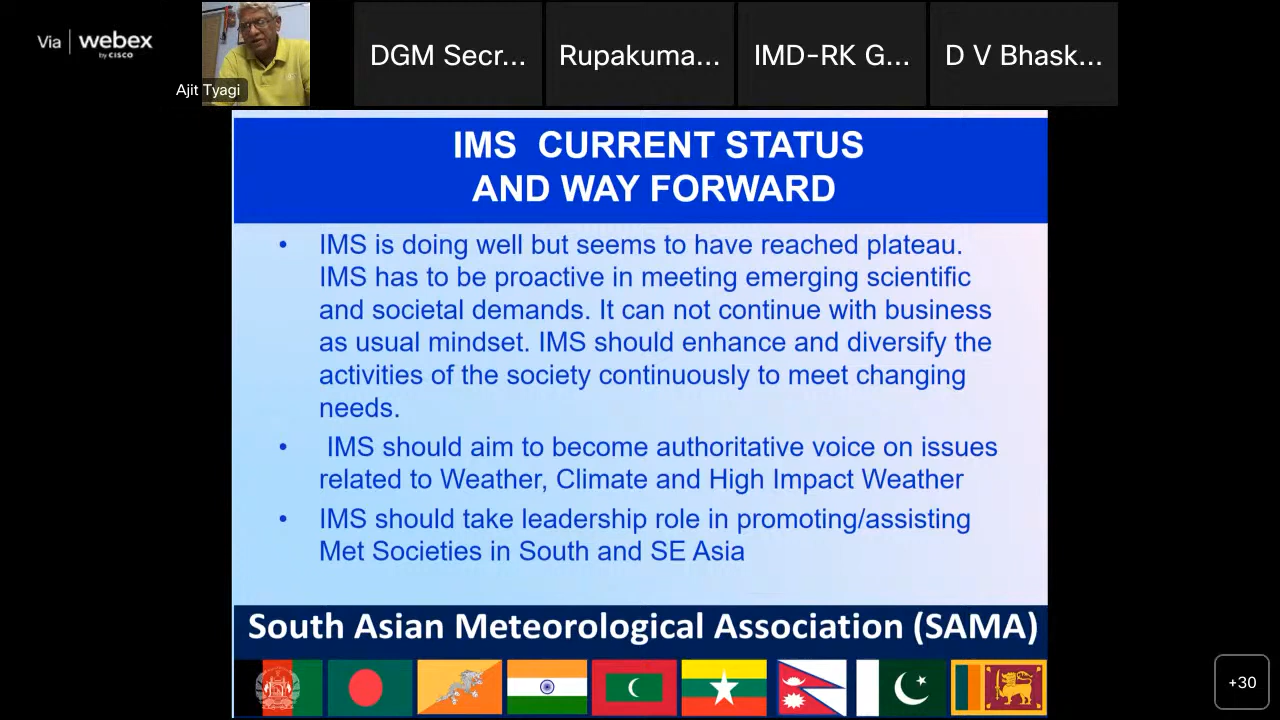 Via | webex
by CISCO
Ajit Tyagi
DGM Secr...
Rupakuma...
IMD-RK G...
D V Bhask...
IMS CURRENT STATUS
AND WAY FORWARD
• IMS is doing well but seems to have reached plateau.
IMS has to be proactive in meeting emerging scientific
and societal demands. It can not continue with business
as usual mindset. IMS should enhance and diversify the
activities of the society continuously to meet changing
needs.
• IMS should aim to become authoritative voice on issues
related to Weather, Climate and High Impact Weather
• IMS should take leadership role in promoting/assisting
Met Societies in South and SE Asia
South Asian Meteorological Association (SAMA)
+30